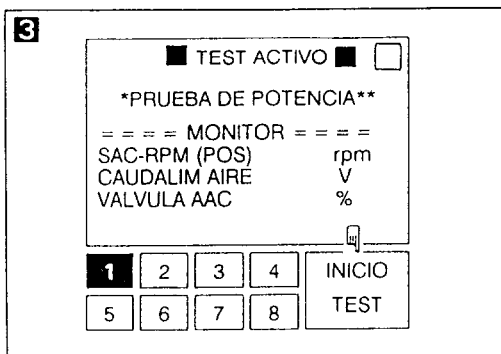 3
TEST ACTIVO
*PRUEBA DE POTENCIA**
= = = = MONITOR = = = =
SAC-RPM (POS) rpm
CAUDALIM AIRE V
VALVULA AAC %
1 2 3 4 INICIO
5 6 7 8 TEST